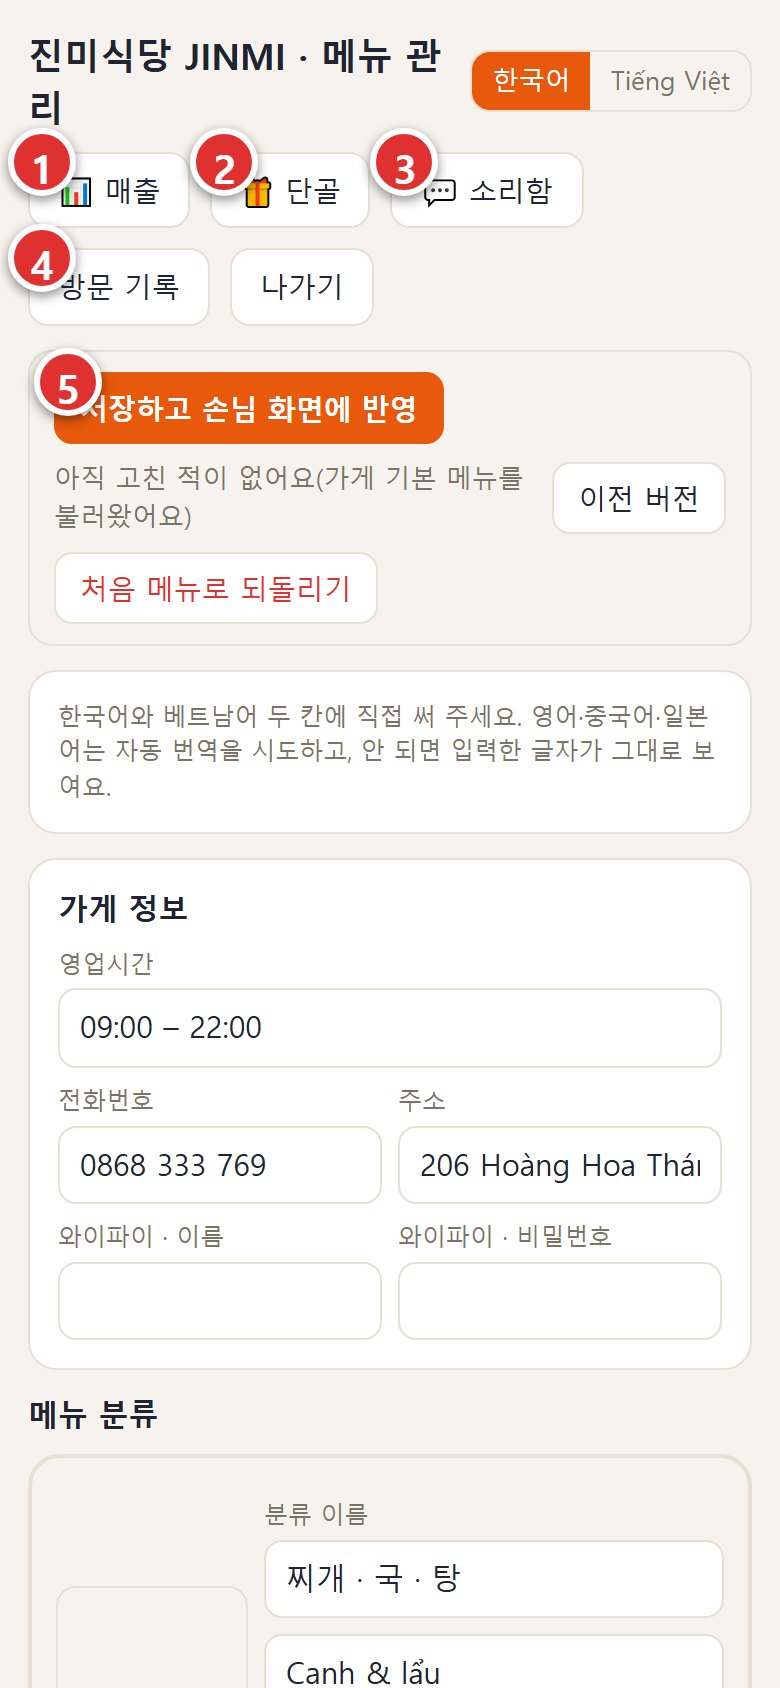 진미식당 JINMI · 메뉴 관
리
한국어 Tiếng Việt
1 매출 2 단골 3 소리함
4 방문 기록 나가기
5 저장하고 손님 화면에 반영
아직 고친 적이 없어요(가게 기본 메뉴를
불러왔어요)
이전 버전
처음 메뉴로 되돌리기
한국어와 베트남어 두 칸에 직접 써 주세요. 영어·중국어·일본
어는 자동 번역을 시도하고, 안 되면 입력한 글자가 그대로 보
여요.
가게 정보
영업시간
09:00 – 22:00
전화번호 주소
0868 333 769 206 Hoàng Hoa
와이파이 · 이름 와이파이 · 비밀번호
메뉴 분류
분류 이름
찌개 · 국 · 탕
Canh & lẩu